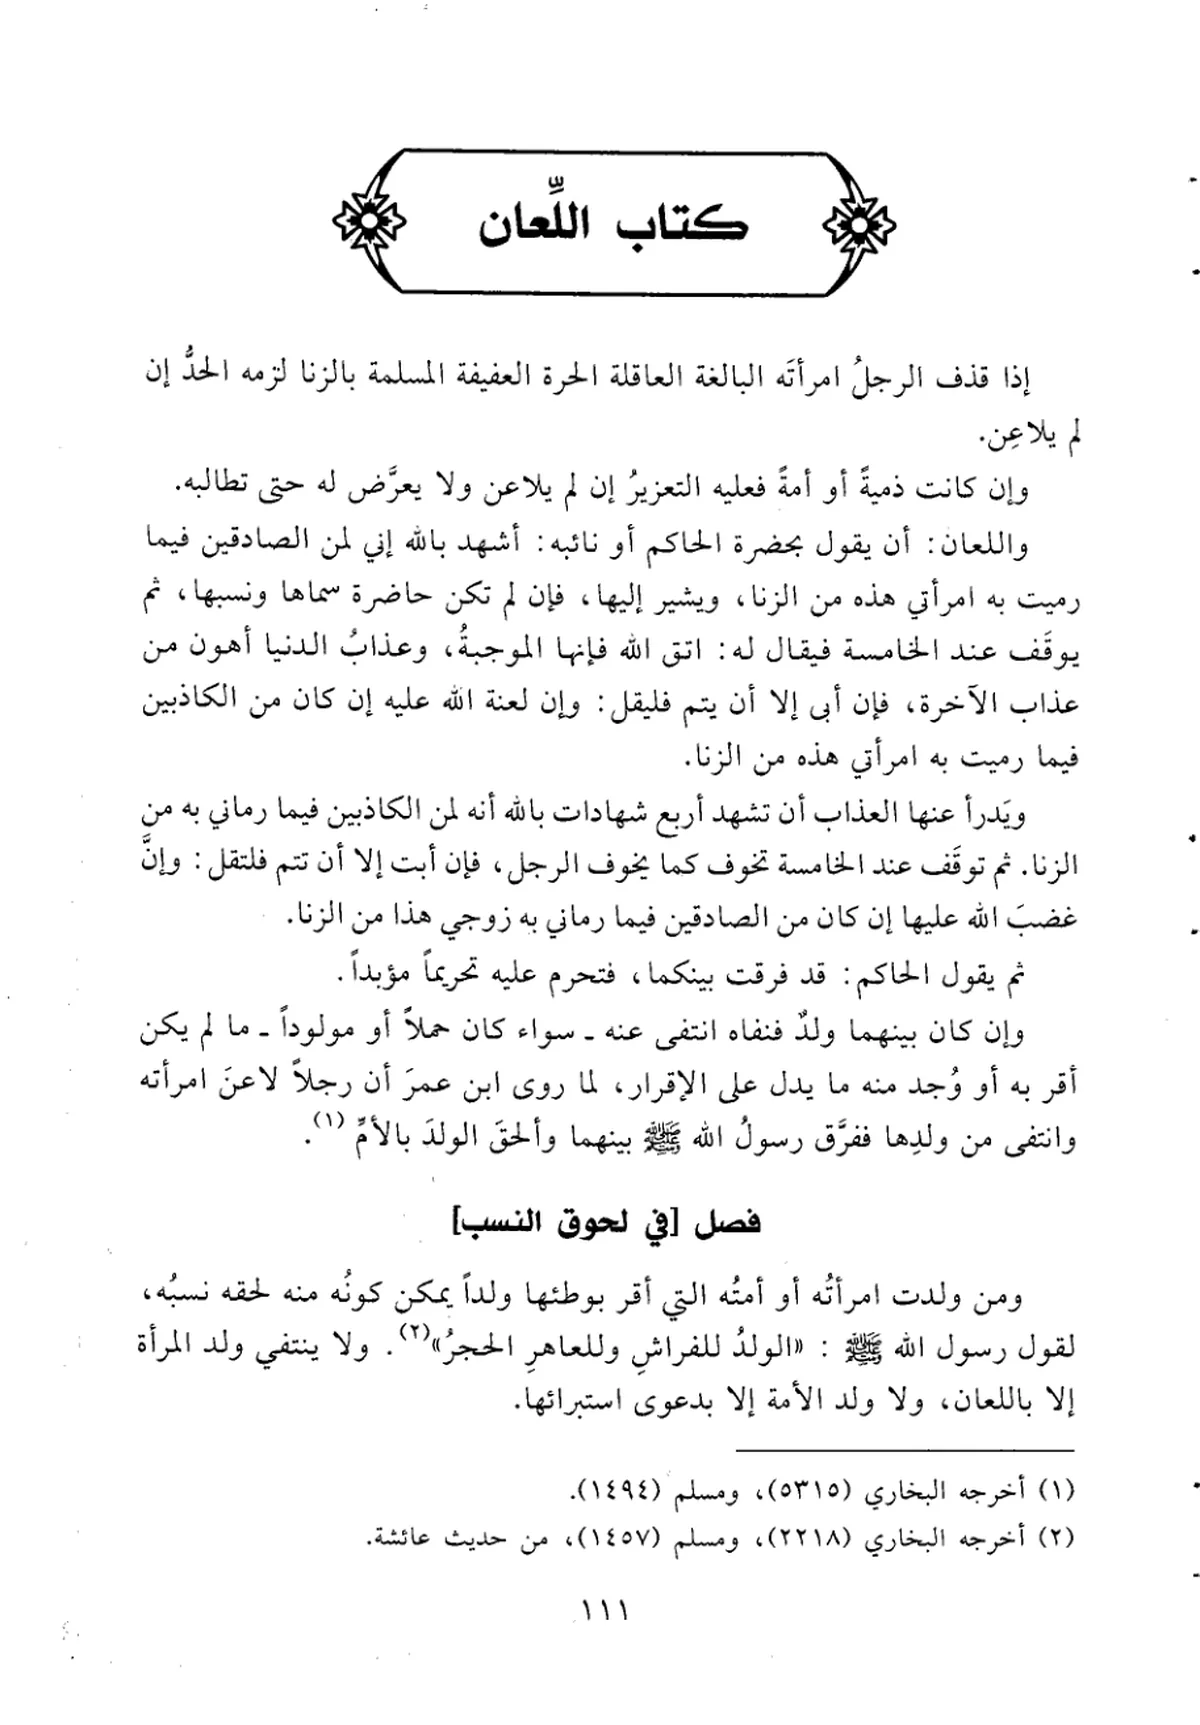 كتاب اللِّعان
إذا قذف الرجلُ امرأتَه البالغة العاقلة الحرة العفيفة المسلمة بالزنا لزمه الحدُّ إن
لم يلاعِن.
وإن كانت ذميةً أو أمةً فعليه التعزيرُ إن لم يلاعن ولا يعرَّض له حتى تطالبه.
واللعان: أن يقول بحضرة الحاكم أو نائبه: أشهد بالله إني لمن الصادقين فيما
رميت به امرأتي هذه من الزنا، ويشير إليها، فإن لم تكن حاضرة سماها ونسبها، ثم
يوقَف عند الخامسة فيقال له: اتق الله فإنها الموجبةُ، وعذابُ الدنيا أهون من
عذاب الآخرة، فإن أبى إلا أن يتم فليقل: وإن لعنة الله عليه إن كان من الكاذبين
فيما رميت به امرأتي هذه من الزنا.
ويَدرأ عنها العذاب أن تشهد أربع شهادات بالله أنه لمن الكاذبين فيما رماني به من
الزنا. ثم توقَف عند الخامسة تخوف كما يخوف الرجل، فإن أبت إلا أن تتم فلتقل: وإنَّ
غضبَ الله عليها إن كان من الصادقين فيما رماني به زوجي هذا من الزنا.
ثم يقول الحاكم: قد فرقت بينكما، فتحرم عليه تحريماً مؤبداً.
وإن كان بينهما ولدٌ فنفاه انتفى عنه ـ سواء كان حملاً أو مولوداً ـ ما لم يكن
أقر به أو وُجد منه ما يدل على الإقرار، لما روى ابن عمرَ أن رجلاً لاعنَ امرأته
وانتفى من ولدِها ففرَّق رسولُ الله ﷺ بينهما وألحقَ الولدَ بالأمِّ (١).
فصل [في لحوق النسب]
ومن ولدت امرأتُه أو أمتُه التي أقر بوطئها ولداً يمكن كونُه منه لحقه نسبُه،
لقول رسول الله ﷺ : «الولدُ للفراشِ وللعاهرِ الحجرُ»(٢). ولا ينتفي ولد المرأة
إلا باللعان، ولا ولد الأمة إلا بدعوى استبرائها.
(١) أخرجه البخاري (٥٣١٥)، ومسلم (١٤٩٤).
(٢) أخرجه البخاري (٢٢١٨)، ومسلم (١٤٥٧)، من حديث عائشة.
١١١